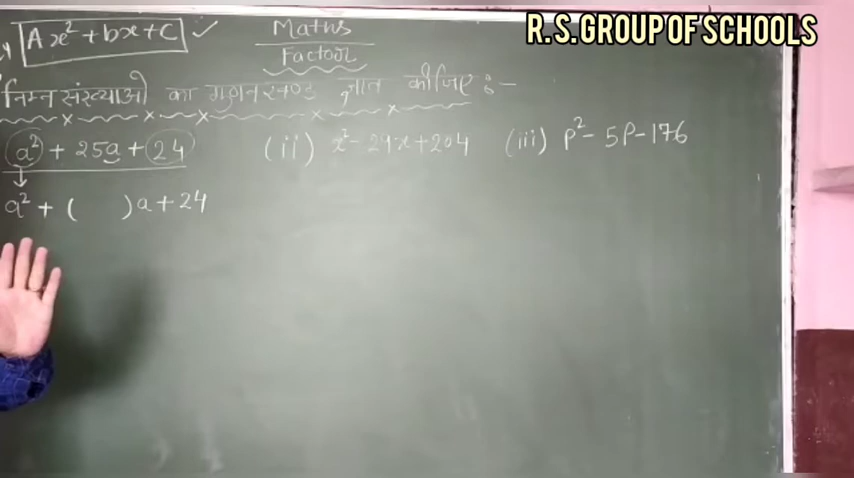 Ax² + bx + C ✓
Maths
Factor
निम्न संख्याओ का गुणनखण्ड ज्ञात कीजिए :-
a² + 25a + 24
(ii) x² - 29x + 204
(iii) P² - 5P - 176
a² + ( )a + 24
R. S. GROUP OF SCHOOLS